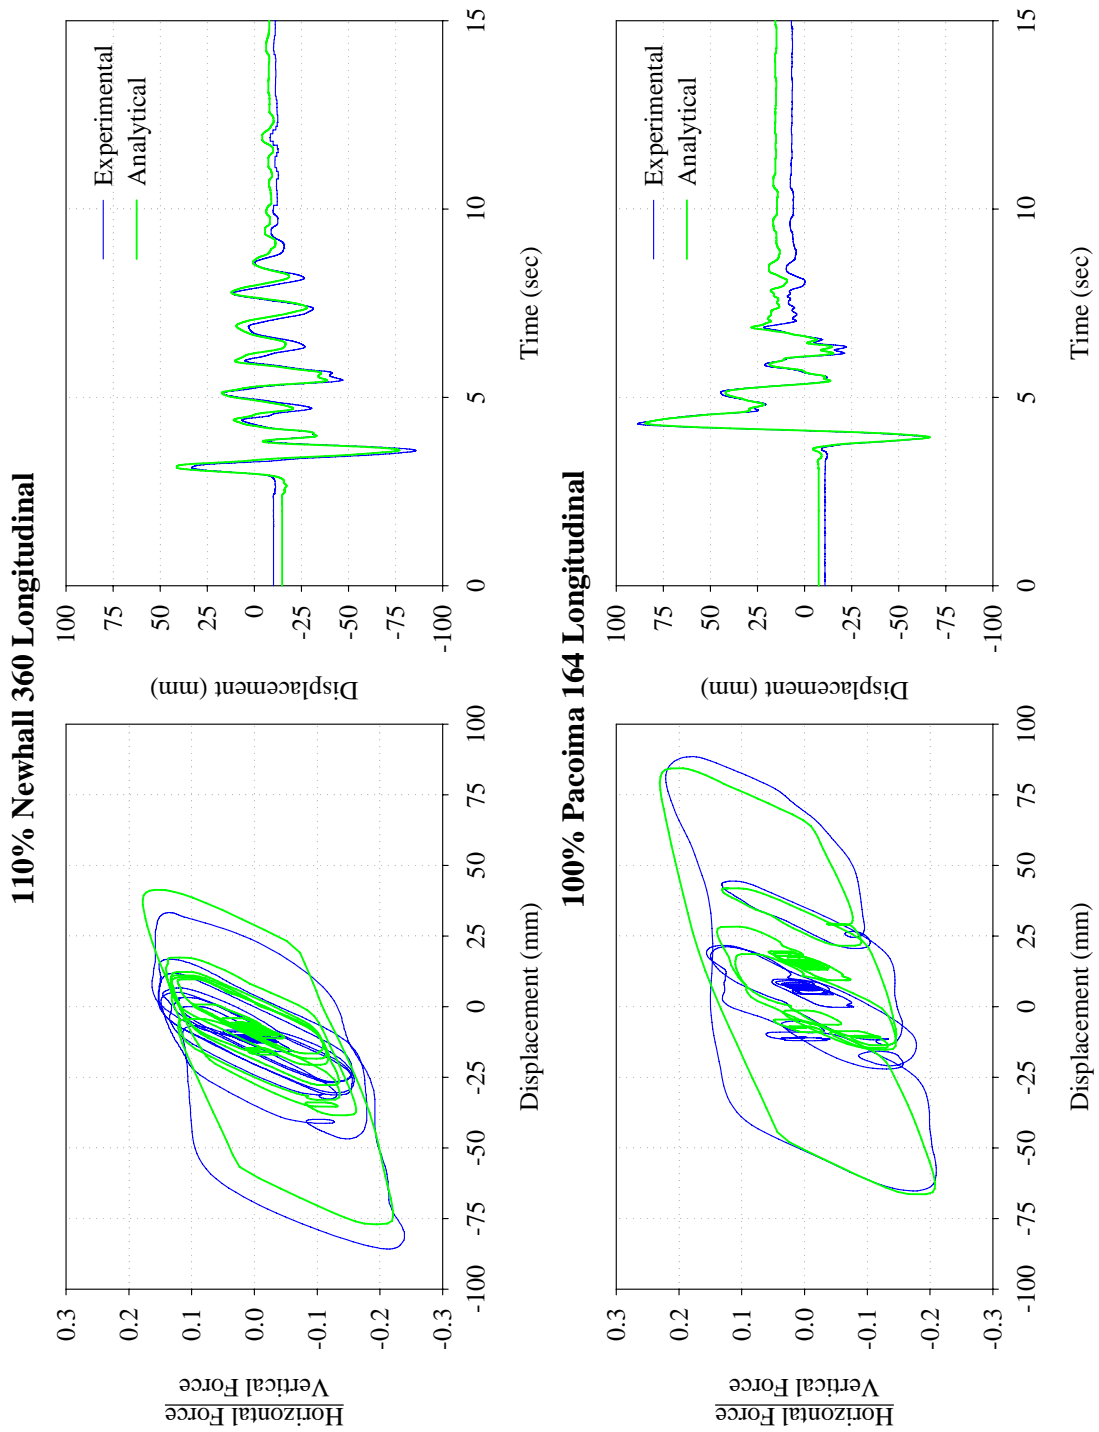 110% Newhall 360 Longitudinal
Horizontal Force
Vertical Force
0.3
0.2
0.1
0.0
-0.1
-0.2
-0.3
-100 -75 -50 -25 0 25 50 75 100
Displacement (mm)
Displacement (mm)
100
75
50
25
0
-25
-50
-75
-100
0 5 10 15
Time (sec)
Experimental
Analytical
100% Pacoima 164 Longitudinal
Horizontal Force
Vertical Force
0.3
0.2
0.1
0.0
-0.1
-0.2
-0.3
-100 -75 -50 -25 0 25 50 75 100
Displacement (mm)
Displacement (mm)
100
75
50
25
0
-25
-50
-75
-100
0 5 10 15
Time (sec)
Experimental
Analytical